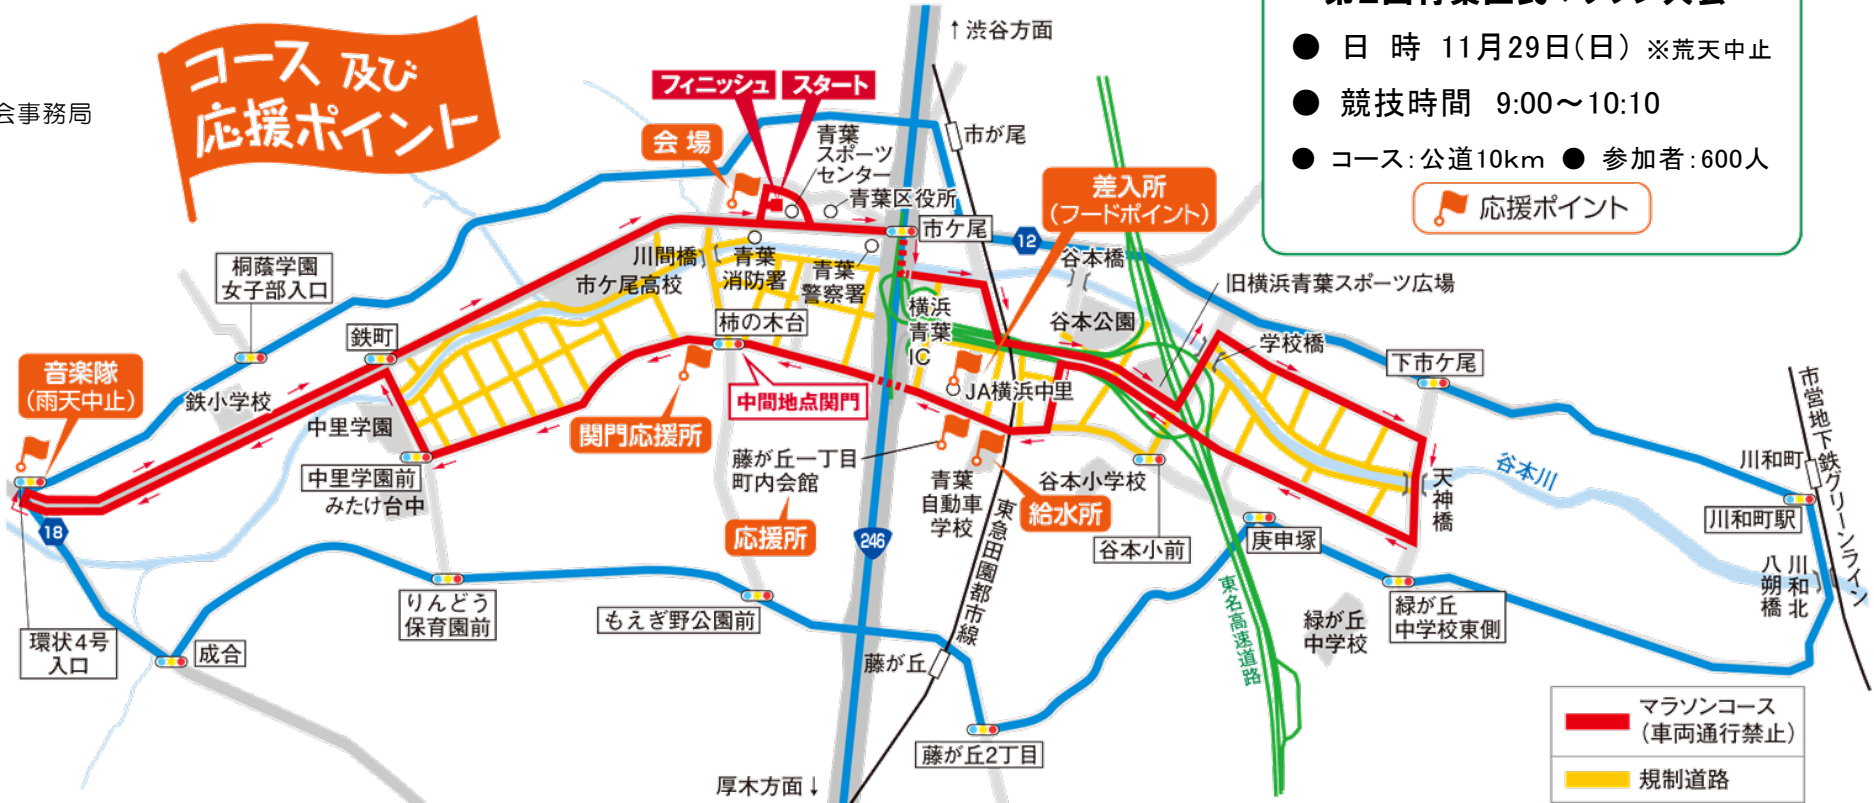 会事務局
コース 及び
応援ポイント
● 日 時 11月29日(日) ※荒天中止
● 競技時間 9:00～10:10
● コース:公道10km ● 参加者:600人
応援ポイント
↑渋谷方面
フィニッシュ
スタート
会場
青葉
スポーツ
センター
青葉区役所
市が尾
市ケ尾
12
差入所
(フードポイント)
谷本橋
旧横浜青葉スポーツ広場
桐蔭学園
女子部入口
川間橋
市ケ尾高校
青葉
消防署
青葉
警察署
横浜
青葉
IC
谷本公園
学校橋
下市ケ尾
鉄町
柿の木台
音楽隊
(雨天中止)
鉄小学校
中里学園
中間地点関門
JA横浜中里
関門応援所
中里学園前
みたけ台中
藤が丘一丁目
町内会館
応援所
青葉
自動車
学校
給水所
谷本小学校
谷本小前
天神橋
谷本川
川和町
市営地下鉄グリーンライン
川和町駅
18
246
東急田園都市線
庚申塚
東名高速道路
川和北
八朔橋
りんどう
保育園前
もえぎ野公園前
緑が丘
中学校
緑が丘
中学校東側
環状4号
入口
成合
藤が丘
藤が丘2丁目
厚木方面↓
マラソンコース
(車両通行禁止)
規制道路